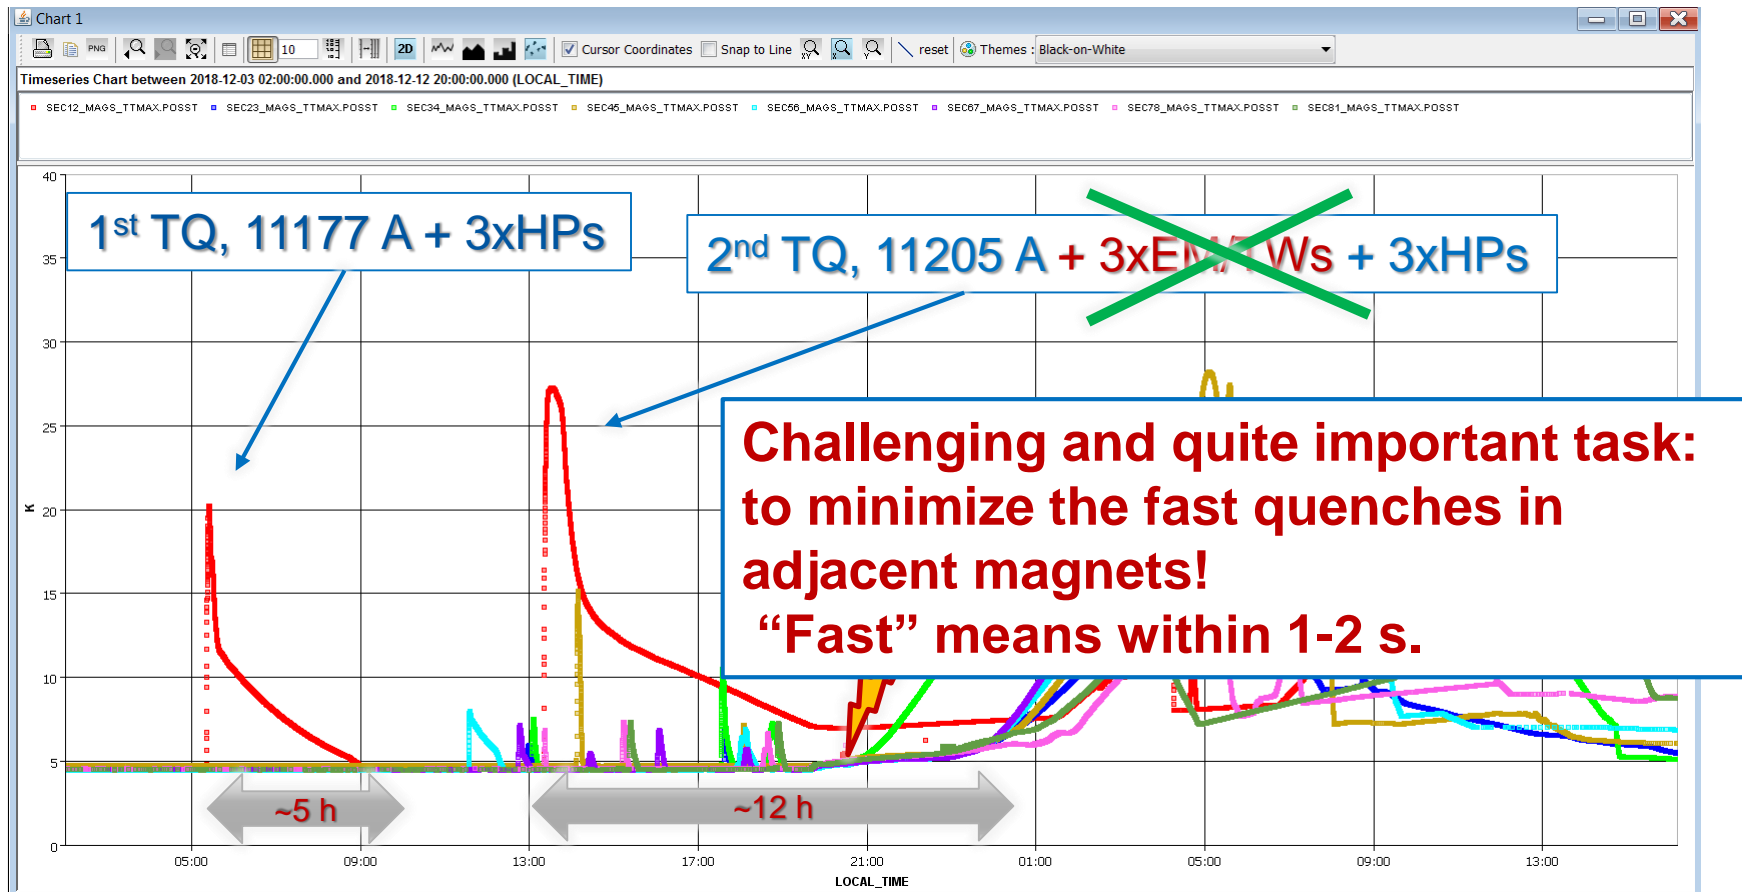 Chart 1
PNG 10 2D Cursor Coordinates Snap to Line XY X Y reset Themes : Black-on-White
Timeseries Chart between 2018-12-03 02:00:00.000 and 2018-12-12 20:00:00.000 (LOCAL_TIME)
SEC12_MAGS_TTMAX.POSST SEC23_MAGS_TTMAX.POSST SEC34_MAGS_TTMAX.POSST SEC45_MAGS_TTMAX.POSST SEC56_MAGS_TTMAX.POSST SEC67_MAGS_TTMAX.POSST SEC78_MAGS_TTMAX.POSST SEC81_MAGS_TTMAX.POSST
40
1st TQ, 11177 A + 3xHPs
2nd TQ, 11205 A + 3xEM/TWs + 3xHPs
35
30
25
Challenging and quite important task:
to minimize the fast quenches in
adjacent magnets!
“Fast” means within 1-2 s.
K
20
15
10
5
~5 h
~12 h
0
05:00 09:00 13:00 17:00 21:00 01:00 05:00 09:00 13:00
LOCAL_TIME